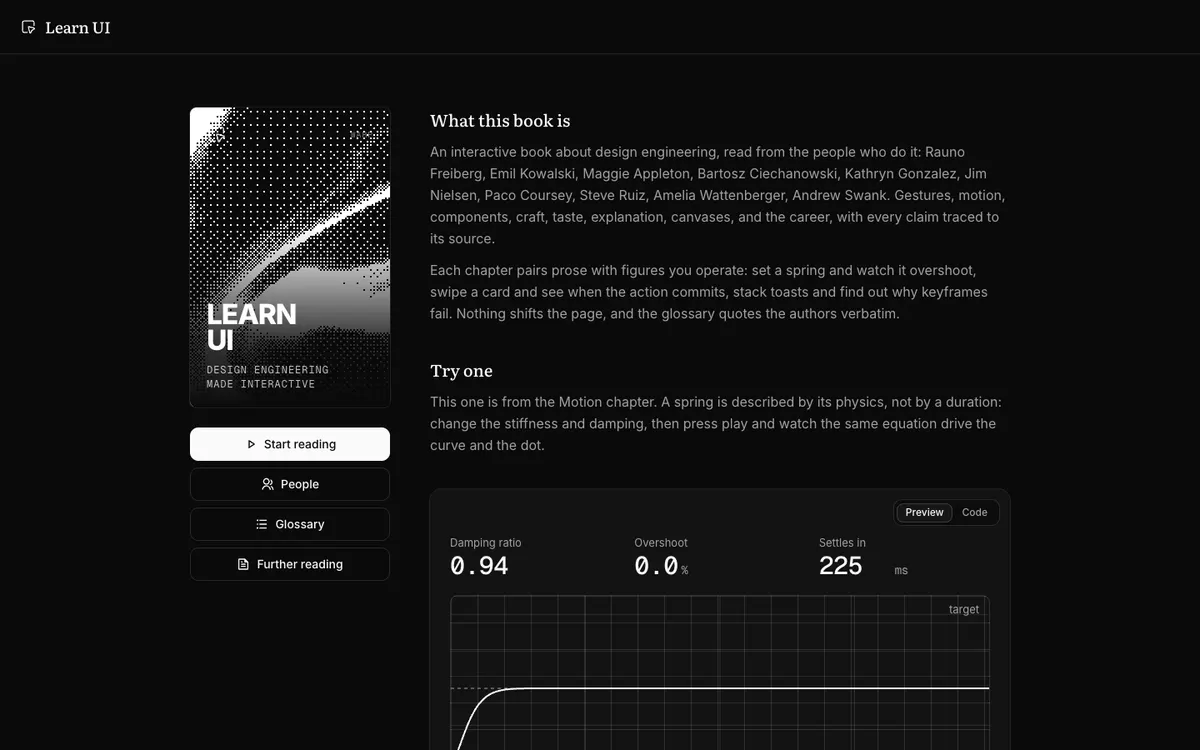 Learn UI
LEARN
UI
DESIGN ENGINEERING
MADE INTERACTIVE
Start reading
People
Glossary
Further reading
What this book is
An interactive book about design engineering, read from the people who do it: Rauno
Freiberg, Emil Kowalski, Maggie Appleton, Bartosz Ciechanowski, Kathryn Gonzalez, Jim
Nielsen, Paco Coursey, Steve Ruiz, Amelia Wattenberger, Andrew Swank. Gestures, motion,
components, craft, taste, explanation, canvases, and the career, with every claim traced to
its source.
Each chapter pairs prose with figures you operate: set a spring and watch it overshoot,
swipe a card and see when the action commits, stack toasts and find out why keyframes
fail. Nothing shifts the page, and the glossary quotes the authors verbatim.
Try one
This one is from the Motion chapter. A spring is described by its physics, not by a duration:
change the stiffness and damping, then press play and watch the same equation drive the
curve and the dot.
Preview Code
Damping ratio Overshoot Settles in
0.94 0.0 % 225 ms
target